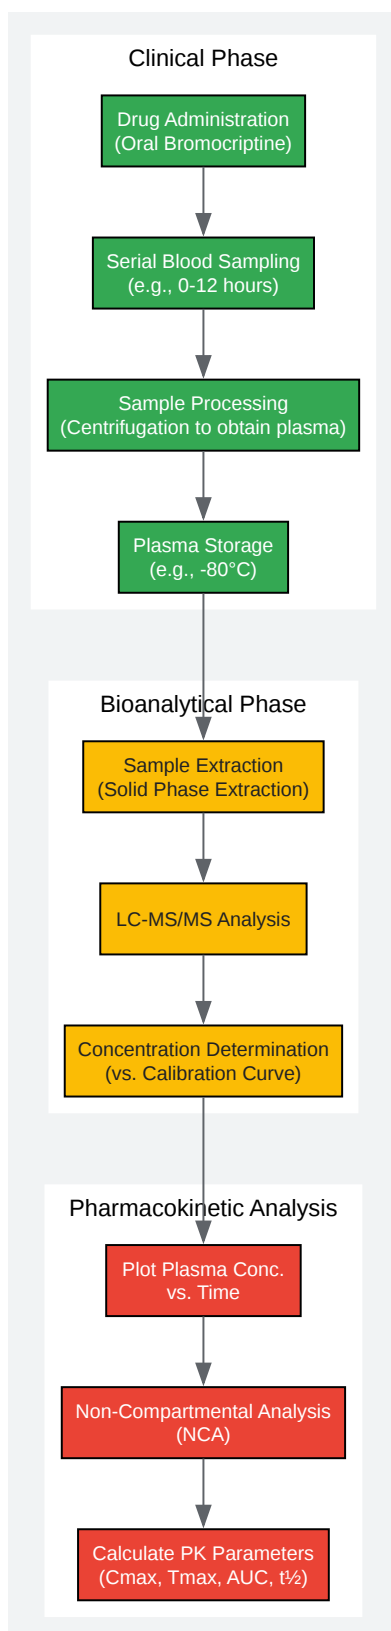 Clinical Phase
Drug Administration
(Oral Bromocriptine)
Serial Blood Sampling
(e.g., 0-12 hours)
Sample Processing
(Centrifugation to obtain plasma)
Plasma Storage
(e.g., -80°C)
Bioanalytical Phase
Sample Extraction
(Solid Phase Extraction)
LC-MS/MS Analysis
Concentration Determination
(vs. Calibration Curve)
Pharmacokinetic Analysis
Plot Plasma Conc.
vs. Time
Non-Compartmental Analysis
(NCA)
Calculate PK Parameters
(Cmax, Tmax, AUC, t½)